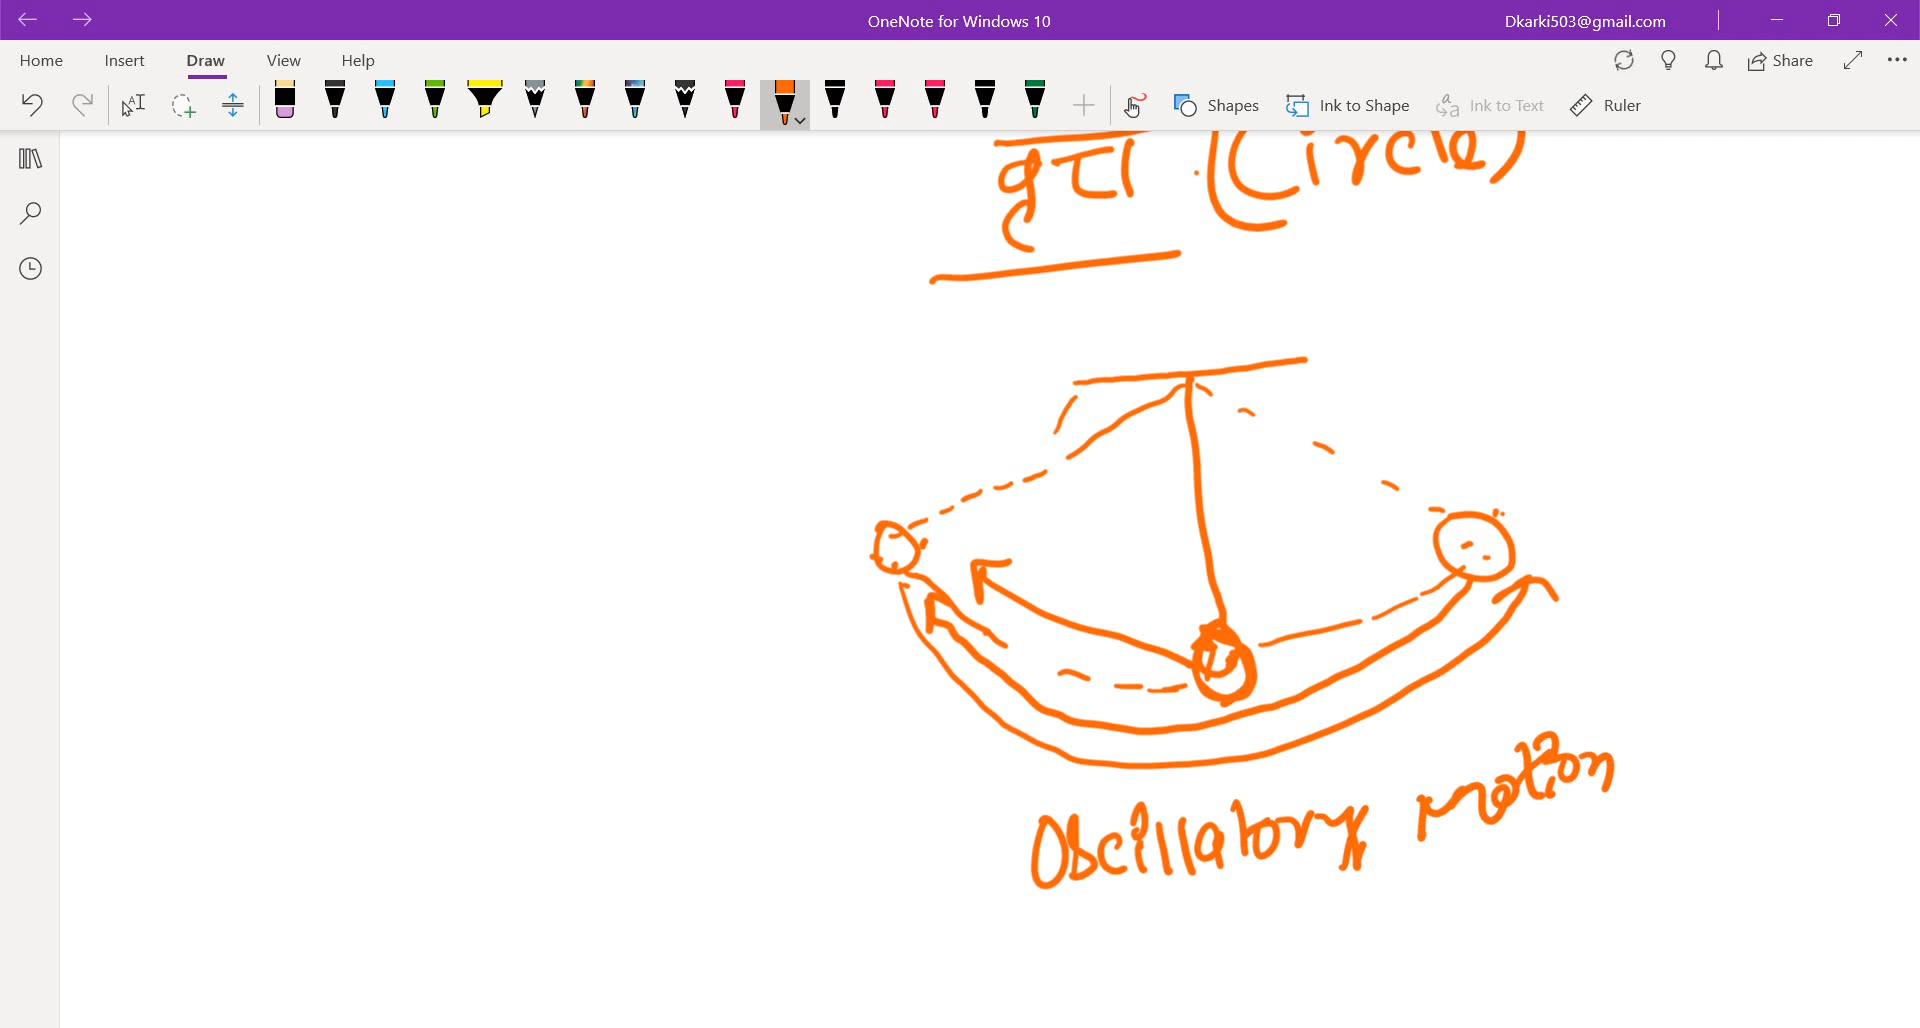 OneNote for Windows 10
Dkarki503@gmail.com
Home Insert Draw View Help
Share
Shapes Ink to Shape Ink to Text Ruler
(Circle)
Oscillatory motion